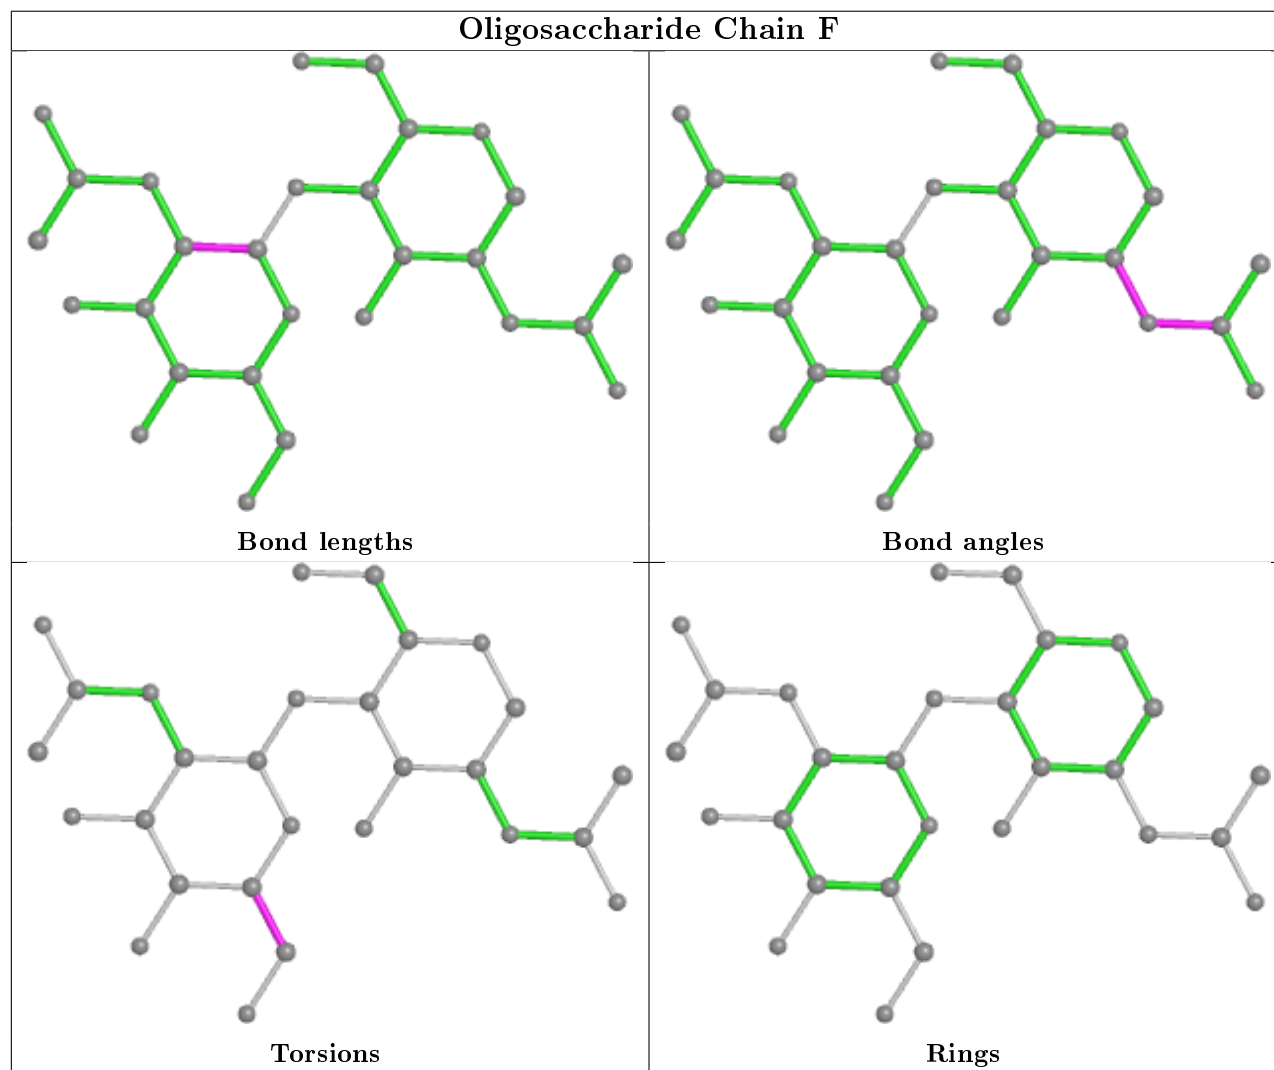 Oligosaccharide Chain F
Bond lengths
Bond angles
Torsions
Rings